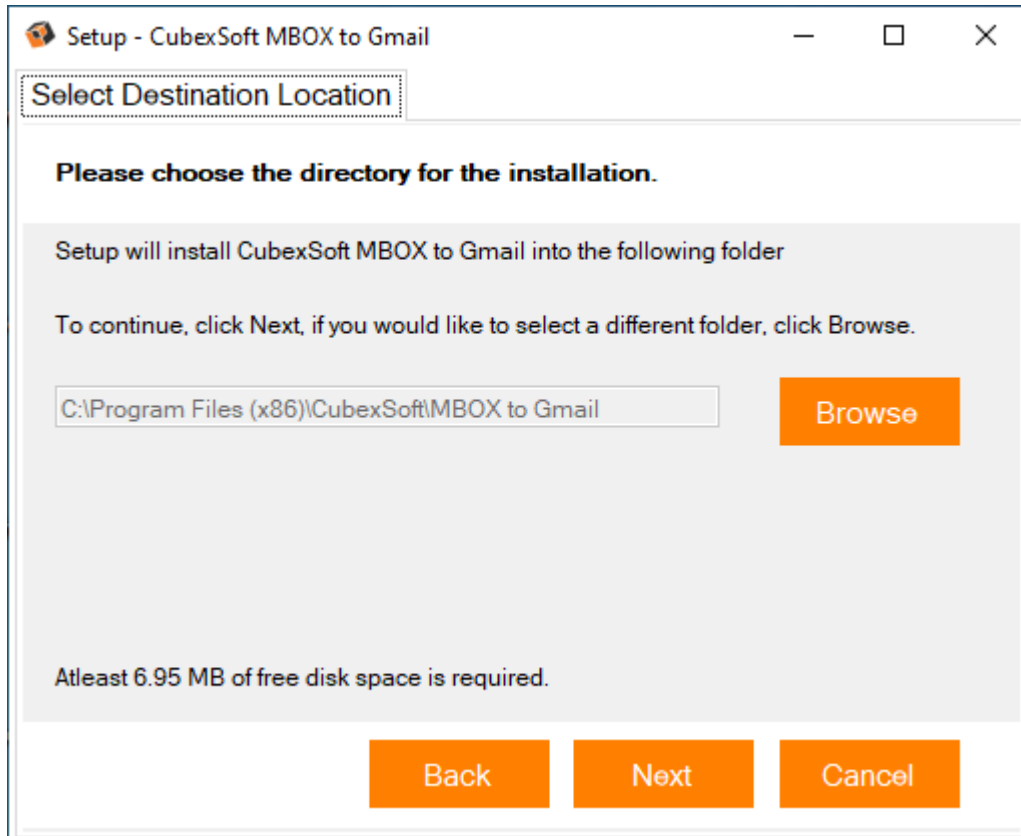 Setup - CubexSoft MBOX to Gmail
Select Destination Location
Please choose the directory for the installation.
Setup will install CubexSoft MBOX to Gmail into the following folder
To continue, click Next, if you would like to select a different folder, click Browse.
C:\Program Files (x86)\CubexSoft\MBOX to Gmail
Browse
Atleast 6.95 MB of free disk space is required.
Back Next Cancel